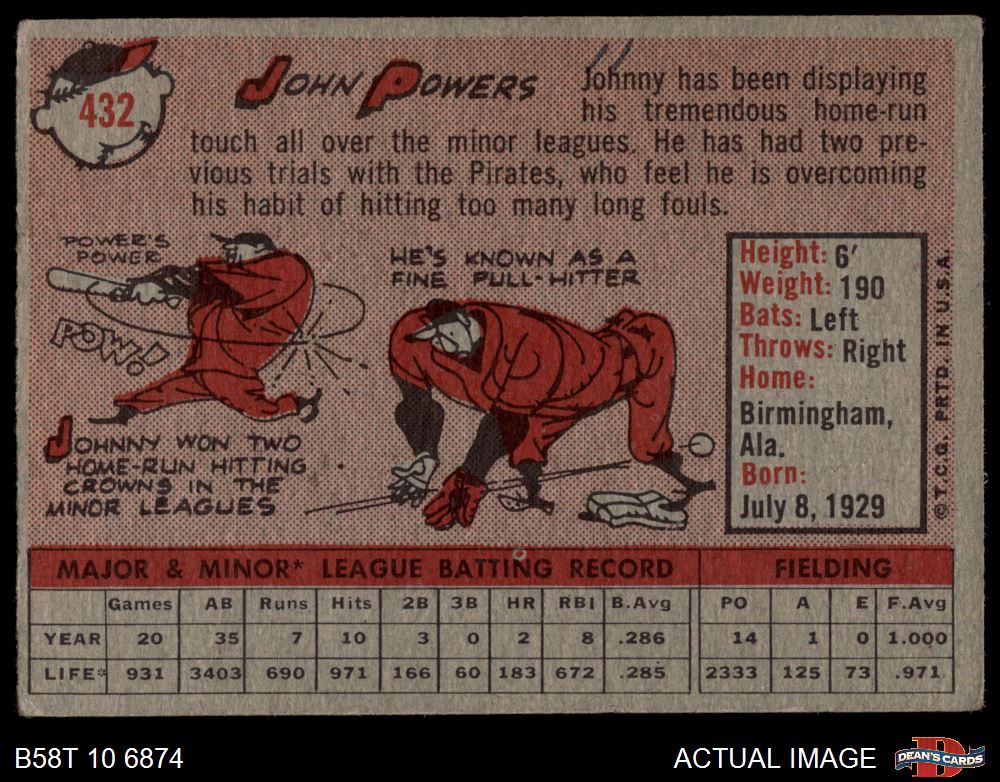 432
JOHN POWERS
Johnny has been displaying
his tremendous home-run
touch all over the minor leagues. He has had two pre-
vious trials with the Pirates, who feel he is overcoming
his habit of hitting too many long fouls.
POWER'S
POWER
POW!
JOHNNY WON TWO
HOME-RUN HITTING
CROWNS IN THE
MINOR LEAGUES
HE'S KNOWN AS A
FINE PULL-HITTER
Height: 6'
Weight: 190
Bats: Left
Throws: Right
Home:
Birmingham,
Ala.
Born:
July 8, 1929
© T.C.G. PRTD. IN U.S.A.
MAJOR & MINOR* LEAGUE BATTING RECORD FIELDING
Games AB Runs Hits 2B 3B HR RBI B.Avg PO A E F.Avg
YEAR 20 35 7 10 3 0 2 8 .286 14 1 0 1.000
LIFE* 931 3403 690 971 166 60 183 672 .285 2333 125 73 .971
B58T 10 6874
ACTUAL IMAGE
D
DEAN'S CARDS